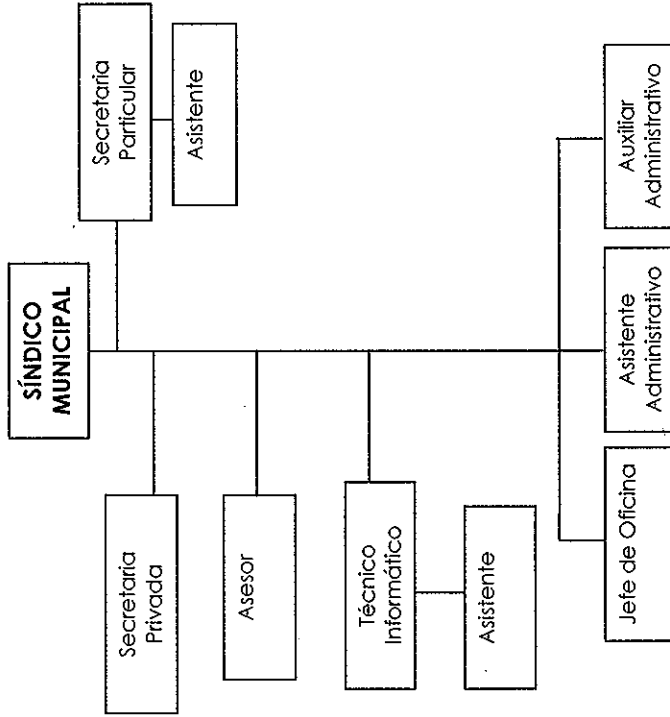 SÍNDICO
MUNICIPAL
Secretaria
Particular
Asistente
Secretaria
Privada
Asesor
Técnico
Informático
Asistente
Jefe de Oficina
Asistente
Administrativo
Auxiliar
Administrativo